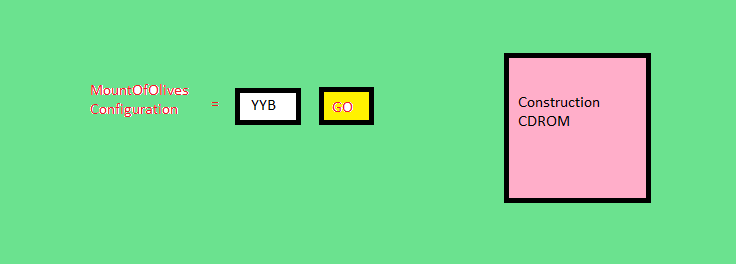 MountOfOlives
Configuration
=
YYB
GO
Construction
CDROM